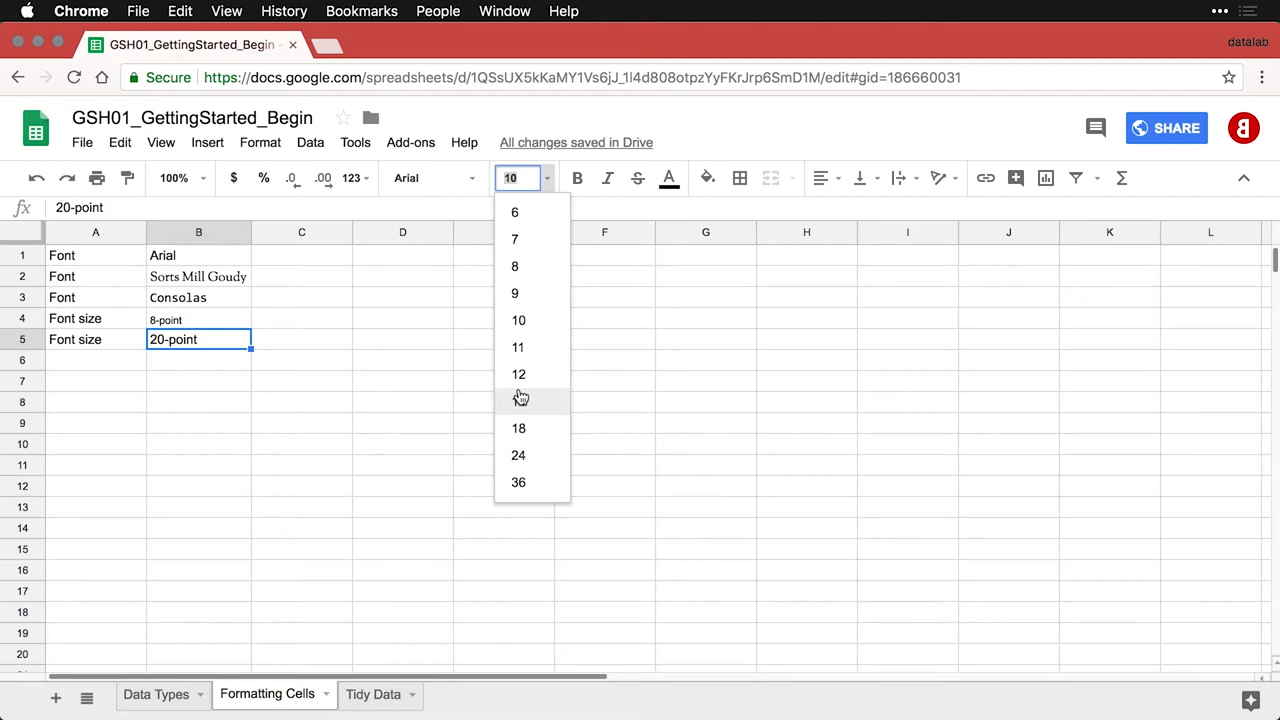 Chrome File Edit View History Bookmarks People Window Help
GSH01_GettingStarted_Begin - datalab
Secure https://docs.google.com/spreadsheets/d/1QSsUX5kKaMY1Vs6jJ_1l4d808otpzYyFKrJrp6SmD1M/edit#gid=186660031
GSH01_GettingStarted_Begin
File Edit View Insert Format Data Tools Add-ons Help All changes saved in Drive SHARE
100% $ % .0 .00 123 Arial 10 B I S A Σ
fx 20-point
A B C D F G H I J K L
1 Font Arial
2 Font Sorts Mill Goudy
3 Font Consolas
4 Font size 8-point
5 Font size 20-point
6
7
8
9
10
11
12
13
14
15
16
17
18
19
20
6
7
8
9
10
11
12
18
24
36
+ Data Types Formatting Cells Tidy Data